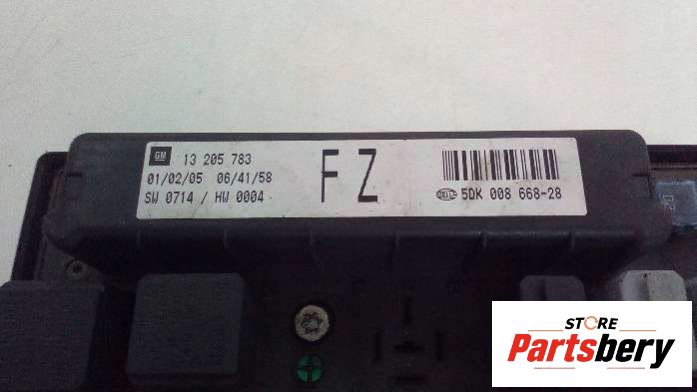 GM 13 205 783
01/02/05 06/41/58
SW 0714 / HW 0004
FZ
HELLA 5DK 008 668-28
STORE
Partsbery